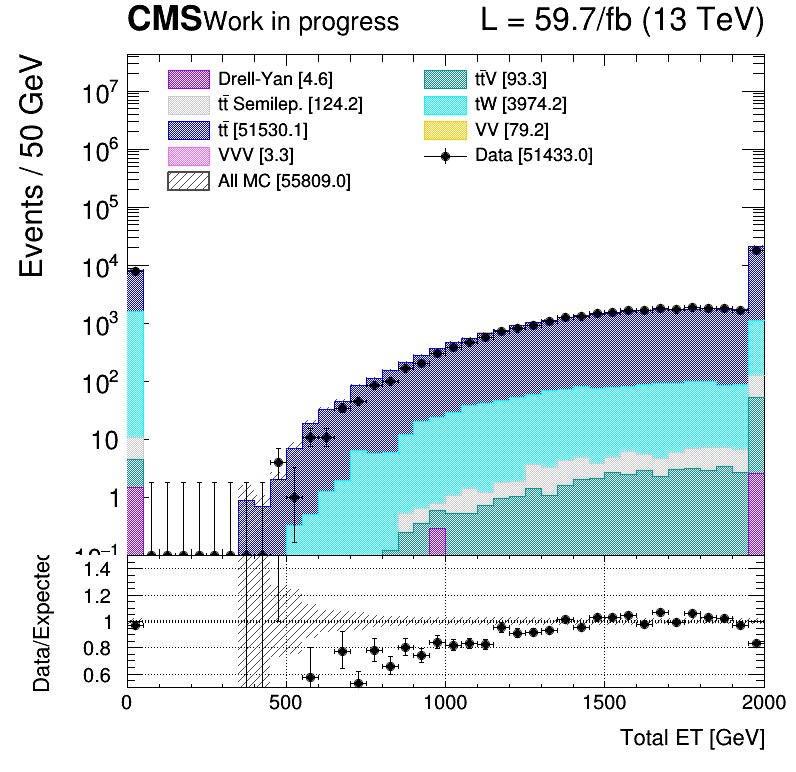 CMS Work in progress L = 59.7/fb (13 TeV)
Events / 50 GeV
10⁷
10⁶
10⁵
10⁴
10³
10²
10
1
10⁻¹
Drell-Yan [4.6]
tt̄ Semilep. [124.2]
tt̄ [51530.1]
VVV [3.3]
All MC [55809.0]
tt̄V [93.3]
tW [3974.2]
VV [79.2]
Data [51433.0]
Data/Expected
1.4
1.2
1
0.8
0.6
0 500 1000 1500 2000
Total ET [GeV]